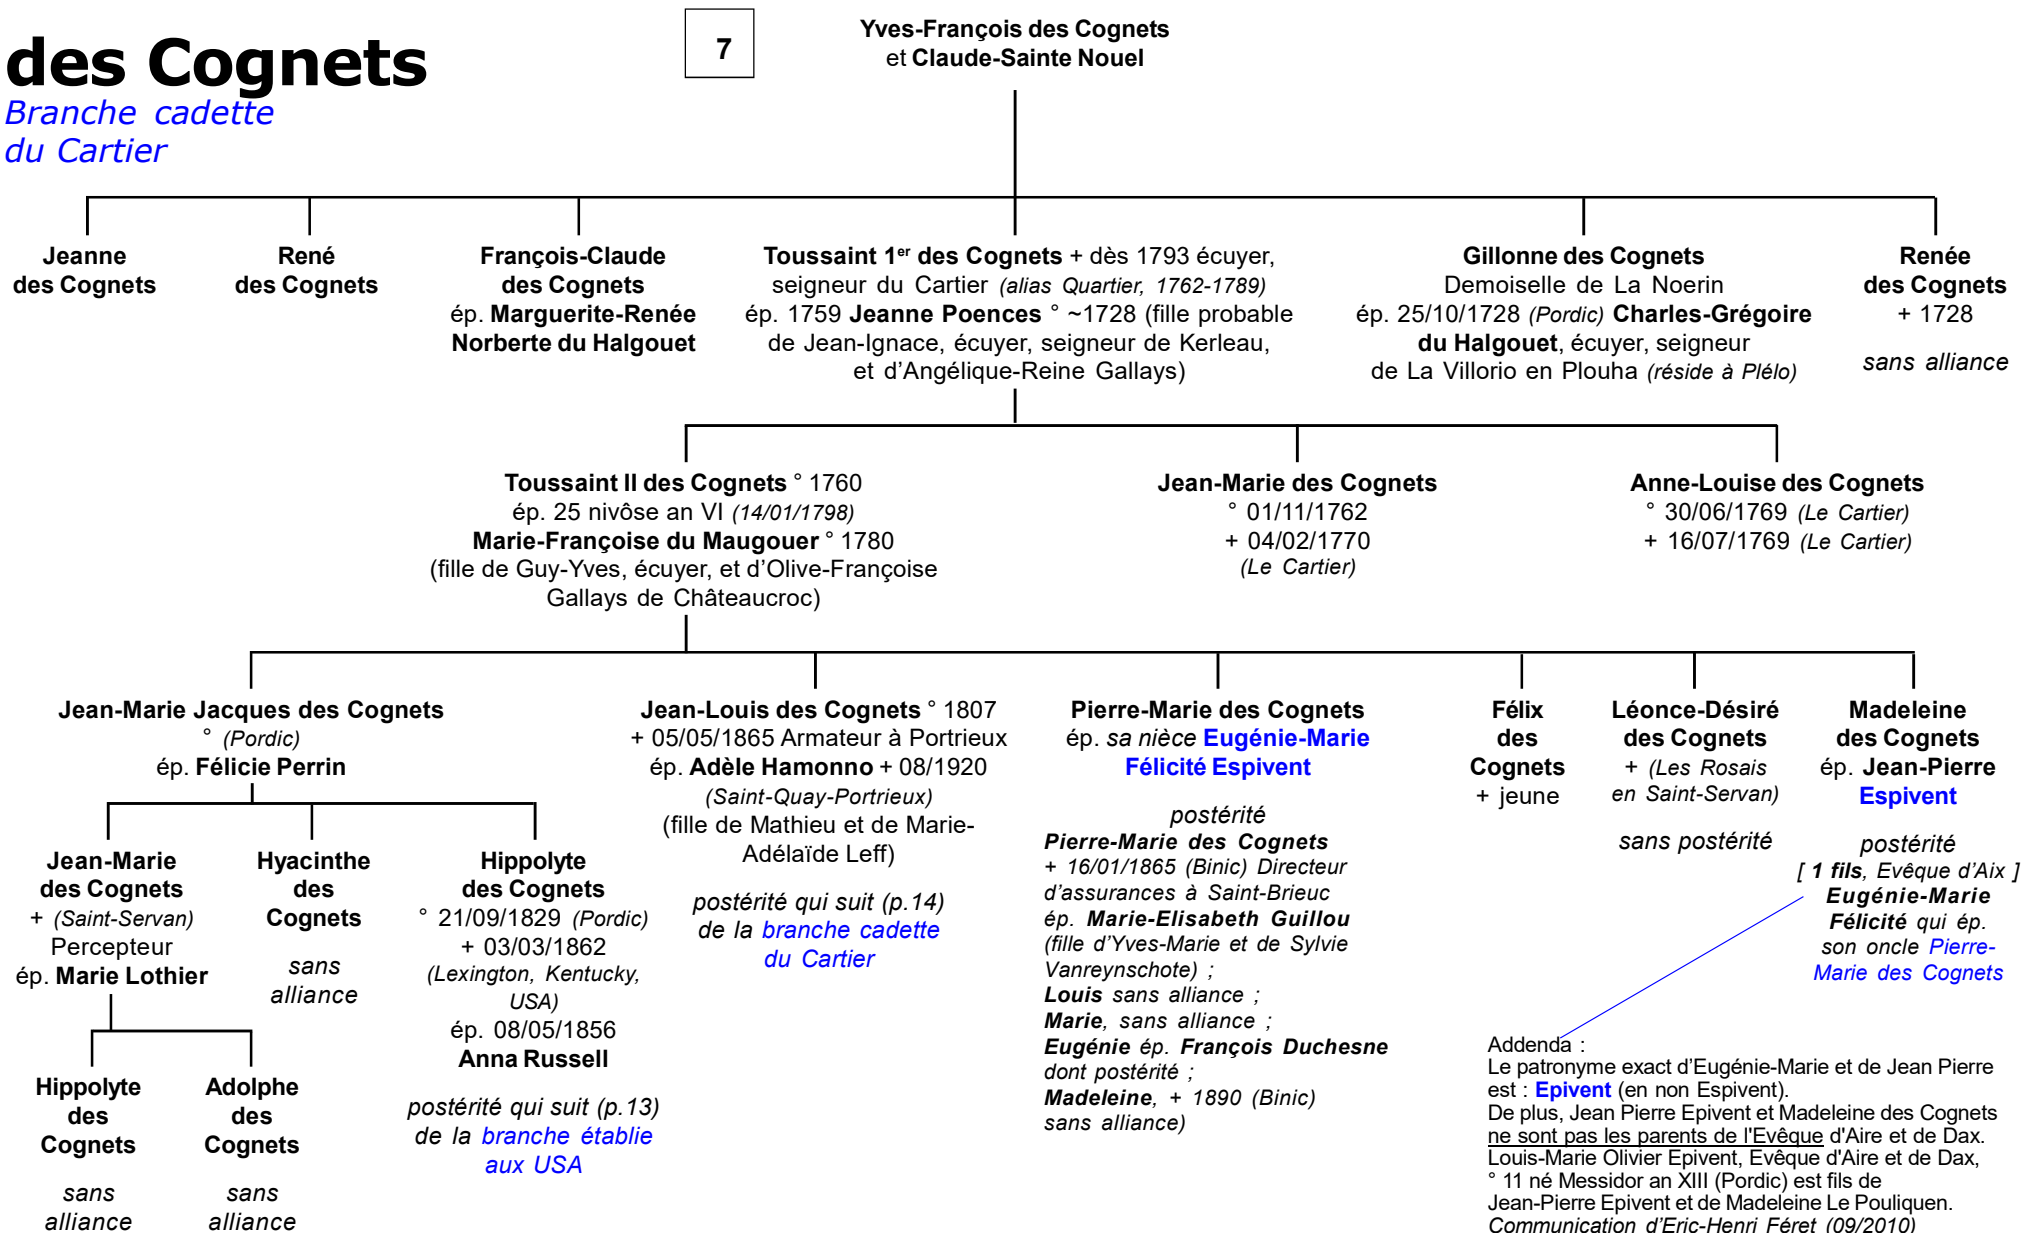 des Cognets
Branche cadette
du Cartier
7
Yves-François des Cognets
et Claude-Sainte Nouel
Jeanne
des Cognets
René
des Cognets
François-Claude
des Cognets
ép. Marguerite-Renée
Norberte du Halgouet
Toussaint 1er des Cognets + dès 1793 écuyer,
seigneur du Cartier (alias Quartier, 1762-1789)
ép. 1759 Jeanne Poences ° ~1728 (fille probable
de Jean-Ignace, écuyer, seigneur de Kerleau,
et d'Angélique-Reine Gallays)
Gillonne des Cognets
Demoiselle de La Noerin
ép. 25/10/1728 (Pordic) Charles-Grégoire
du Halgouet, écuyer, seigneur
de La Villorio en Plouha (réside à Plélo)
Renée
des Cognets
+ 1728
sans alliance
Toussaint II des Cognets ° 1760
ép. 25 nivôse an VI (14/01/1798)
Marie-Françoise du Maugouer ° 1780
(fille de Guy-Yves, écuyer, et d'Olive-Françoise
Gallays de Châteaucroc)
Jean-Marie des Cognets
° 01/11/1762
+ 04/02/1770
(Le Cartier)
Anne-Louise des Cognets
° 30/06/1769 (Le Cartier)
+ 16/07/1769 (Le Cartier)
Jean-Marie Jacques des Cognets
° (Pordic)
ép. Félicie Perrin
Jean-Marie
des Cognets
+ (Saint-Servan)
Percepteur
ép. Marie Lothier
Hyacinthe
des
Cognets
sans
alliance
Hippolyte
des Cognets
° 21/09/1829 (Pordic)
+ 03/03/1862
(Lexington, Kentucky,
USA)
ép. 08/05/1856
Anna Russell
postérité qui suit (p.13)
de la branche établie
aux USA
Hippolyte
des
Cognets
sans
alliance
Adolphe
des
Cognets
sans
alliance
Jean-Louis des Cognets ° 1807
+ 05/05/1865 Armateur à Portrieux
ép. Adèle Hamonno + 08/1920
(Saint-Quay-Portrieux)
(fille de Mathieu et de Marie-
Adélaïde Leff)
postérité qui suit (p.14)
de la branche cadette
du Cartier
Pierre-Marie des Cognets
ép. sa nièce Eugénie-Marie
Félicité Espivent
postérité
Pierre-Marie des Cognets
+ 16/01/1865 (Binic) Directeur
d'assurances à Saint-Brieuc
ép. Marie-Elisabeth Guillou
(fille d'Yves-Marie et de Sylvie
Vanreynschote) ;
Louis sans alliance ;
Marie, sans alliance ;
Eugénie ép. François Duchesne
dont postérité ;
Madeleine, + 1890 (Binic)
sans alliance)
Félix
des
Cognets
+ jeune
Léonce-Désiré
des Cognets
+ (Les Rosais
en Saint-Servan)
sans postérité
Madeleine
des Cognets
ép. Jean-Pierre
Espivent
postérité
[ 1 fils, Evêque d'Aix ]
Eugénie-Marie
Félicité qui ép.
son oncle Pierre-
Marie des Cognets
Addenda :
Le patronyme exact d'Eugénie-Marie et de Jean Pierre
est : Epivent (en non Espivent).
De plus, Jean Pierre Epivent et Madeleine des Cognets
ne sont pas les parents de l'Evêque d'Aire et de Dax.
Louis-Marie Olivier Epivent, Evêque d'Aire et de Dax,
° 11 né Messidor an XIII (Pordic) est fils de
Jean-Pierre Epivent et de Madeleine Le Pouliquen.
Communication d'Eric-Henri Féret (09/2010)